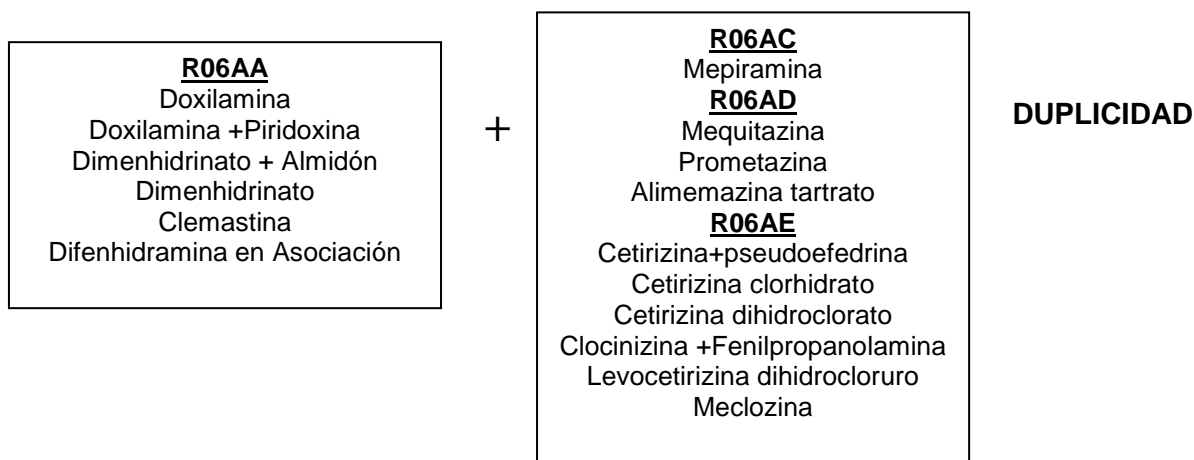 R06AA
Doxilamina
Doxilamina +Piridoxina
Dimenhidrinato + Almidón
Dimenhidrinato
Clemastina
Difenhidramina en Asociación
+
R06AC
Mepiramina
R06AD
Mequitazina
Prometazina
Alimemazina tartrato
R06AE
Cetirizina+pseudoefedrina
Cetirizina clorhidrato
Cetirizina dihidroclorato
Clocinizina +Fenilpropanolamina
Levocetirizina dihidrocloruro
Meclozina
DUPLICIDAD